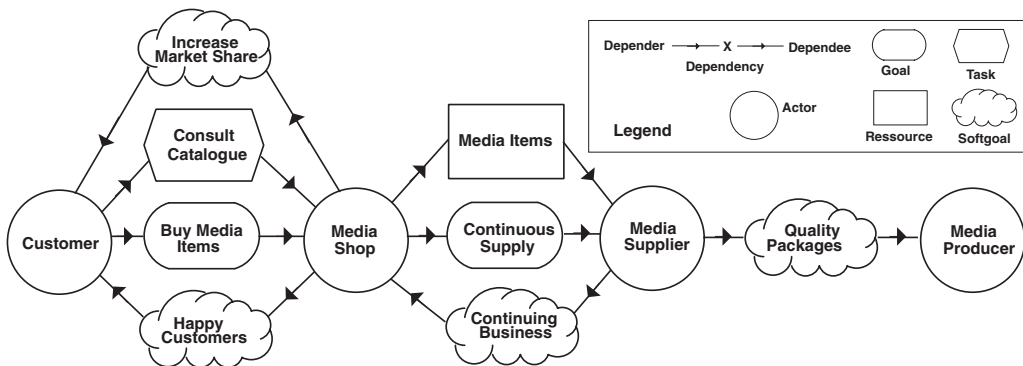 Increase
Market Share
Consult
Catalogue
Customer
Buy Media
Items
Happy
Customers
Media
Shop
Media Items
Continuous
Supply
Continuing
Business
Media
Supplier
Quality
Packages
Media
Producer
Depender
X
Dependee
Dependency
Goal
Task
Actor
Legend
Ressource
Softgoal